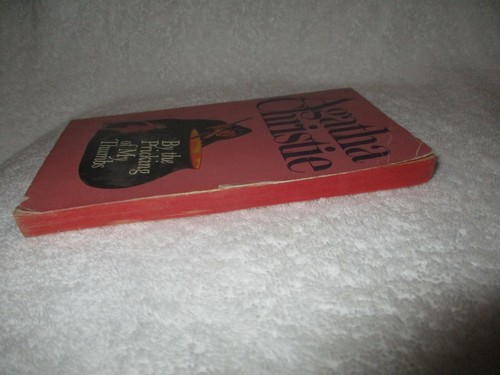 Agatha
Christie
By the
Pricking
of My
Thumbs